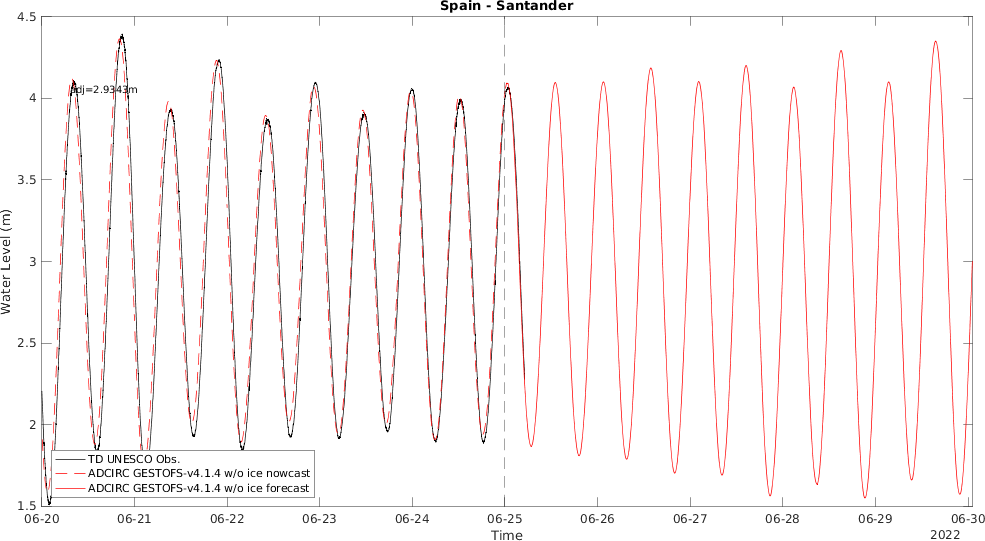 Spain - Santander
4.5
4
3.5
3
2.5
2
1.5
Water Level (m)
adj=2.9343m
TD UNESCO Obs.
ADCIRC GESTOFS-v4.1.4 w/o ice nowcast
ADCIRC GESTOFS-v4.1.4 w/o ice forecast
06-20 06-21 06-22 06-23 06-24 06-25 06-26 06-27 06-28 06-29 06-30
Time
2022